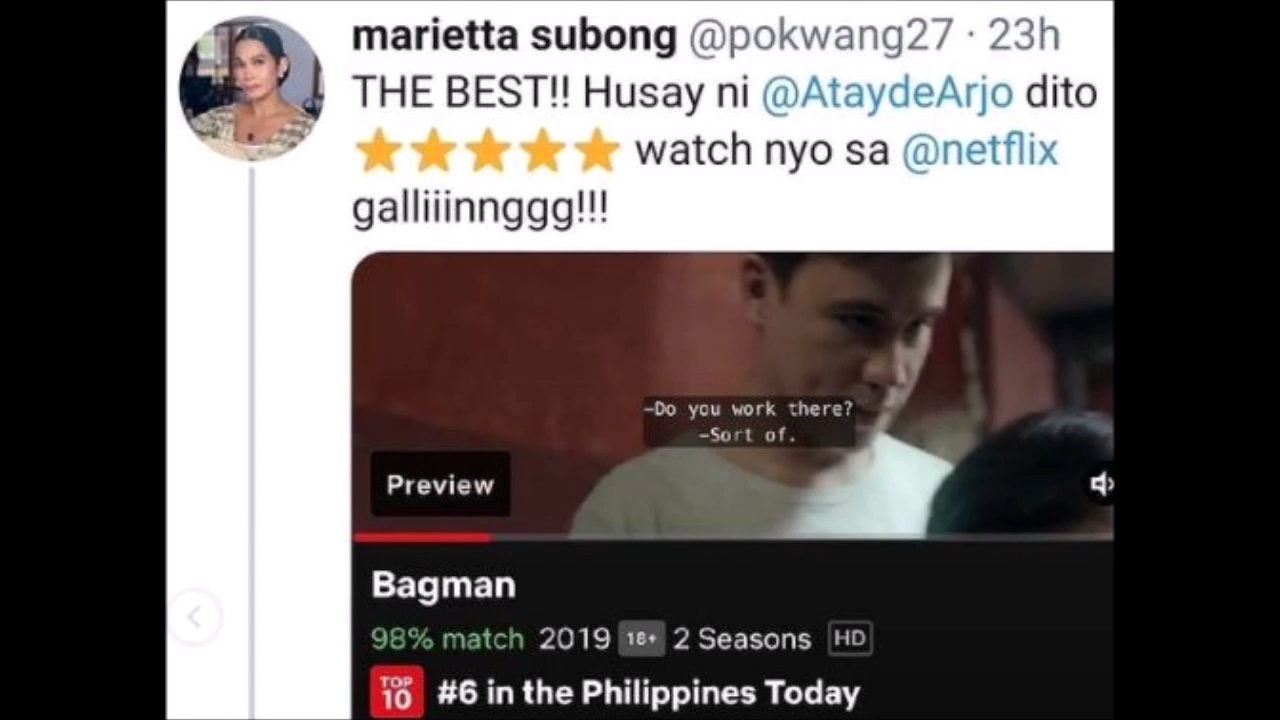 marietta subong @pokwang27 · 23h
THE BEST!! Husay ni @AtaydeArjo dito
⭐⭐⭐⭐⭐ watch nyo sa @netflix
galliiinnggg!!!
-Do you work there?
-Sort of.
Preview
Bagman
98% match 2019 18+ 2 Seasons HD
TOP 10 #6 in the Philippines Today